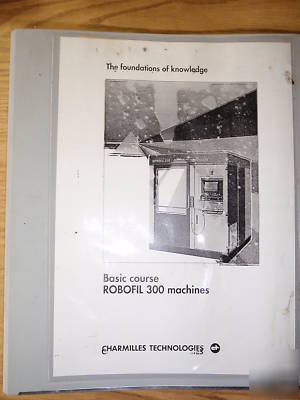 The foundations of knowledge
Basic course
ROBOFIL 300 machines
CHARMILLES TECHNOLOGIES